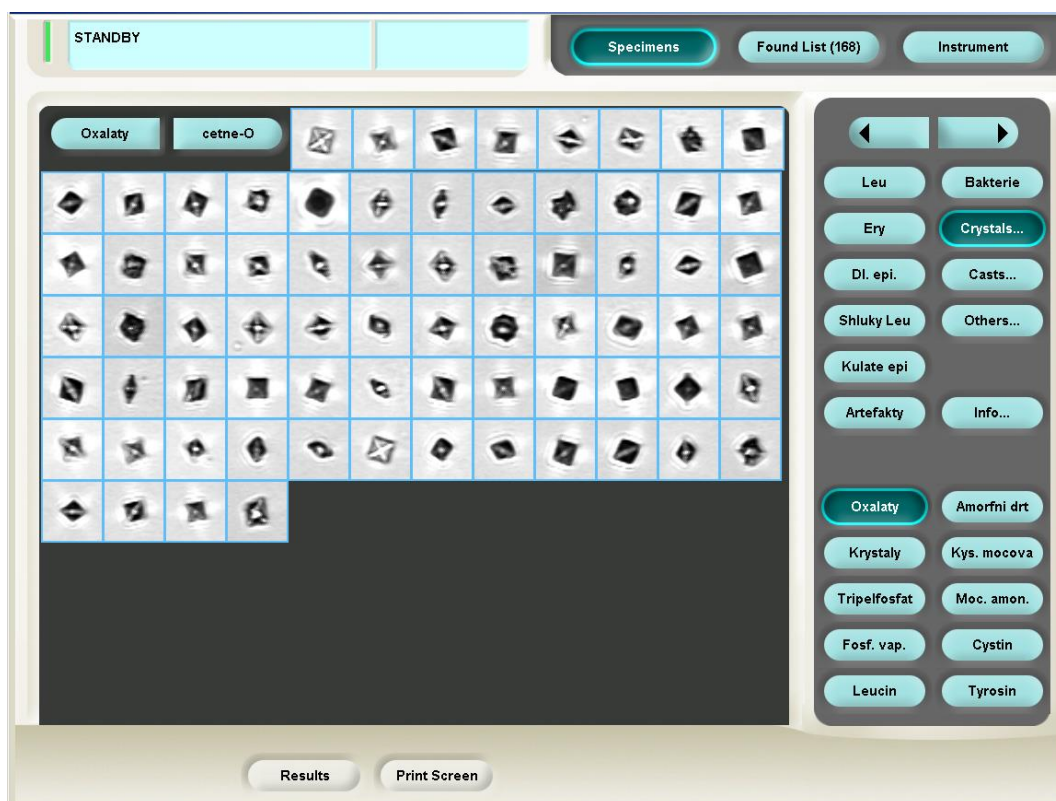 STANDBY
Specimens
Found List (168)
Instrument
Oxalaty
cetne-O
Leu
Bakterie
Ery
Crystals...
Dl. epi.
Casts...
Shluky Leu
Others...
Kulate epi
Artefakty
Info...
Oxalaty
Amorfni drt
Krystaly
Kys. mocova
Tripelfosfat
Moc. amon.
Fosf. vap.
Cystin
Leucin
Tyrosin
Results
Print Screen